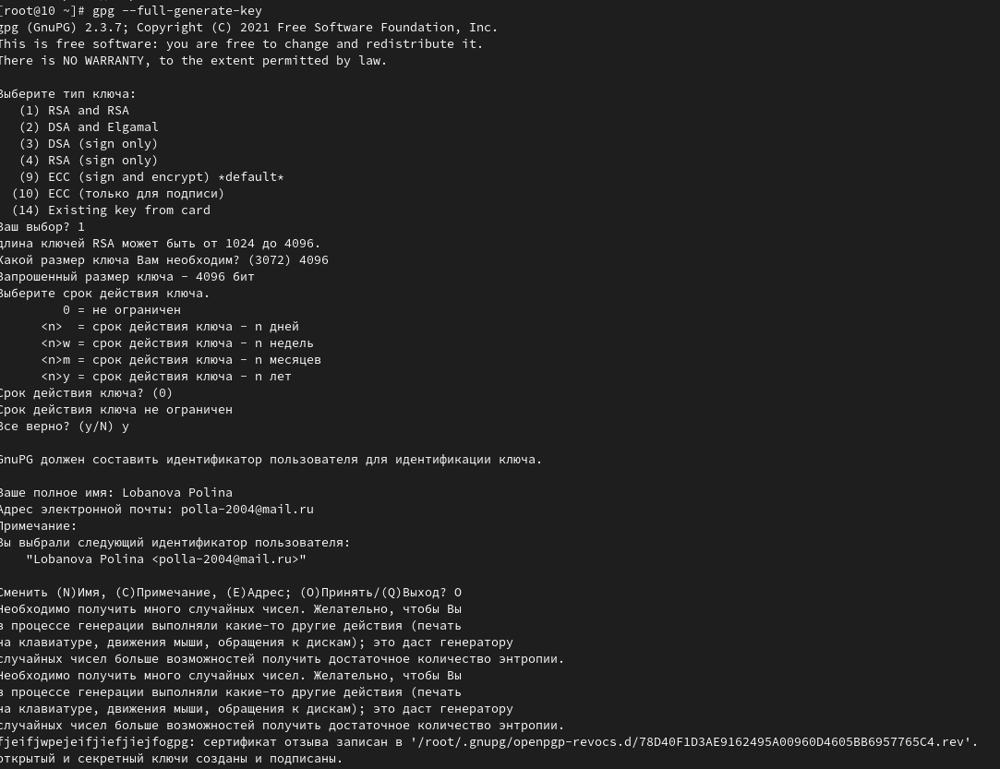 [root@10 ~]# gpg --full-generate-key
gpg (GnuPG) 2.3.7; Copyright (C) 2021 Free Software Foundation, Inc.
This is free software: you are free to change and redistribute it.
There is NO WARRANTY, to the extent permitted by law.
Выберите тип ключа:
(1) RSA and RSA
(2) DSA and Elgamal
(3) DSA (sign only)
(4) RSA (sign only)
(9) ECC (sign and encrypt) *default*
(10) ECC (только для подписи)
(14) Existing key from card
Ваш выбор? 1
длина ключей RSA может быть от 1024 до 4096.
Какой размер ключа Вам необходим? (3072) 4096
Запрошенный размер ключа - 4096 бит
Выберите срок действия ключа.
0 = не ограничен
<n> = срок действия ключа - n дней
<n>w = срок действия ключа - n недель
<n>m = срок действия ключа - n месяцев
<n>y = срок действия ключа - n лет
Срок действия ключа? (0)
Срок действия ключа не ограничен
Все верно? (y/N) y
GnuPG должен составить идентификатор пользователя для идентификации ключа.
Ваше полное имя: Lobanova Polina
Адрес электронной почты: polla-2004@mail.ru
Примечание:
Вы выбрали следующий идентификатор пользователя:
"Lobanova Polina <polla-2004@mail.ru>"
Сменить (N)Имя, (C)Примечание, (E)Адрес; (O)Принять/(Q)Выход? O
Необходимо получить много случайных чисел. Желательно, чтобы Вы
в процессе генерации выполняли какие-то другие действия (печать
на клавиатуре, движения мыши, обращения к дискам); это даст генератору
случайных чисел больше возможностей получить достаточное количество энтропии.
Необходимо получить много случайных чисел. Желательно, чтобы Вы
в процессе генерации выполняли какие-то другие действия (печать
на клавиатуре, движения мыши, обращения к дискам); это даст генератору
случайных чисел больше возможностей получить достаточное количество энтропии.
fjeifjwpejeifjiefjiejfogpg: сертификат отзыва записан в '/root/.gnupg/openpgp-revocs.d/78D40F1D3AE9162495A00960D4605BB6957765C4.rev'.
открытый и секретный ключи созданы и подписаны.